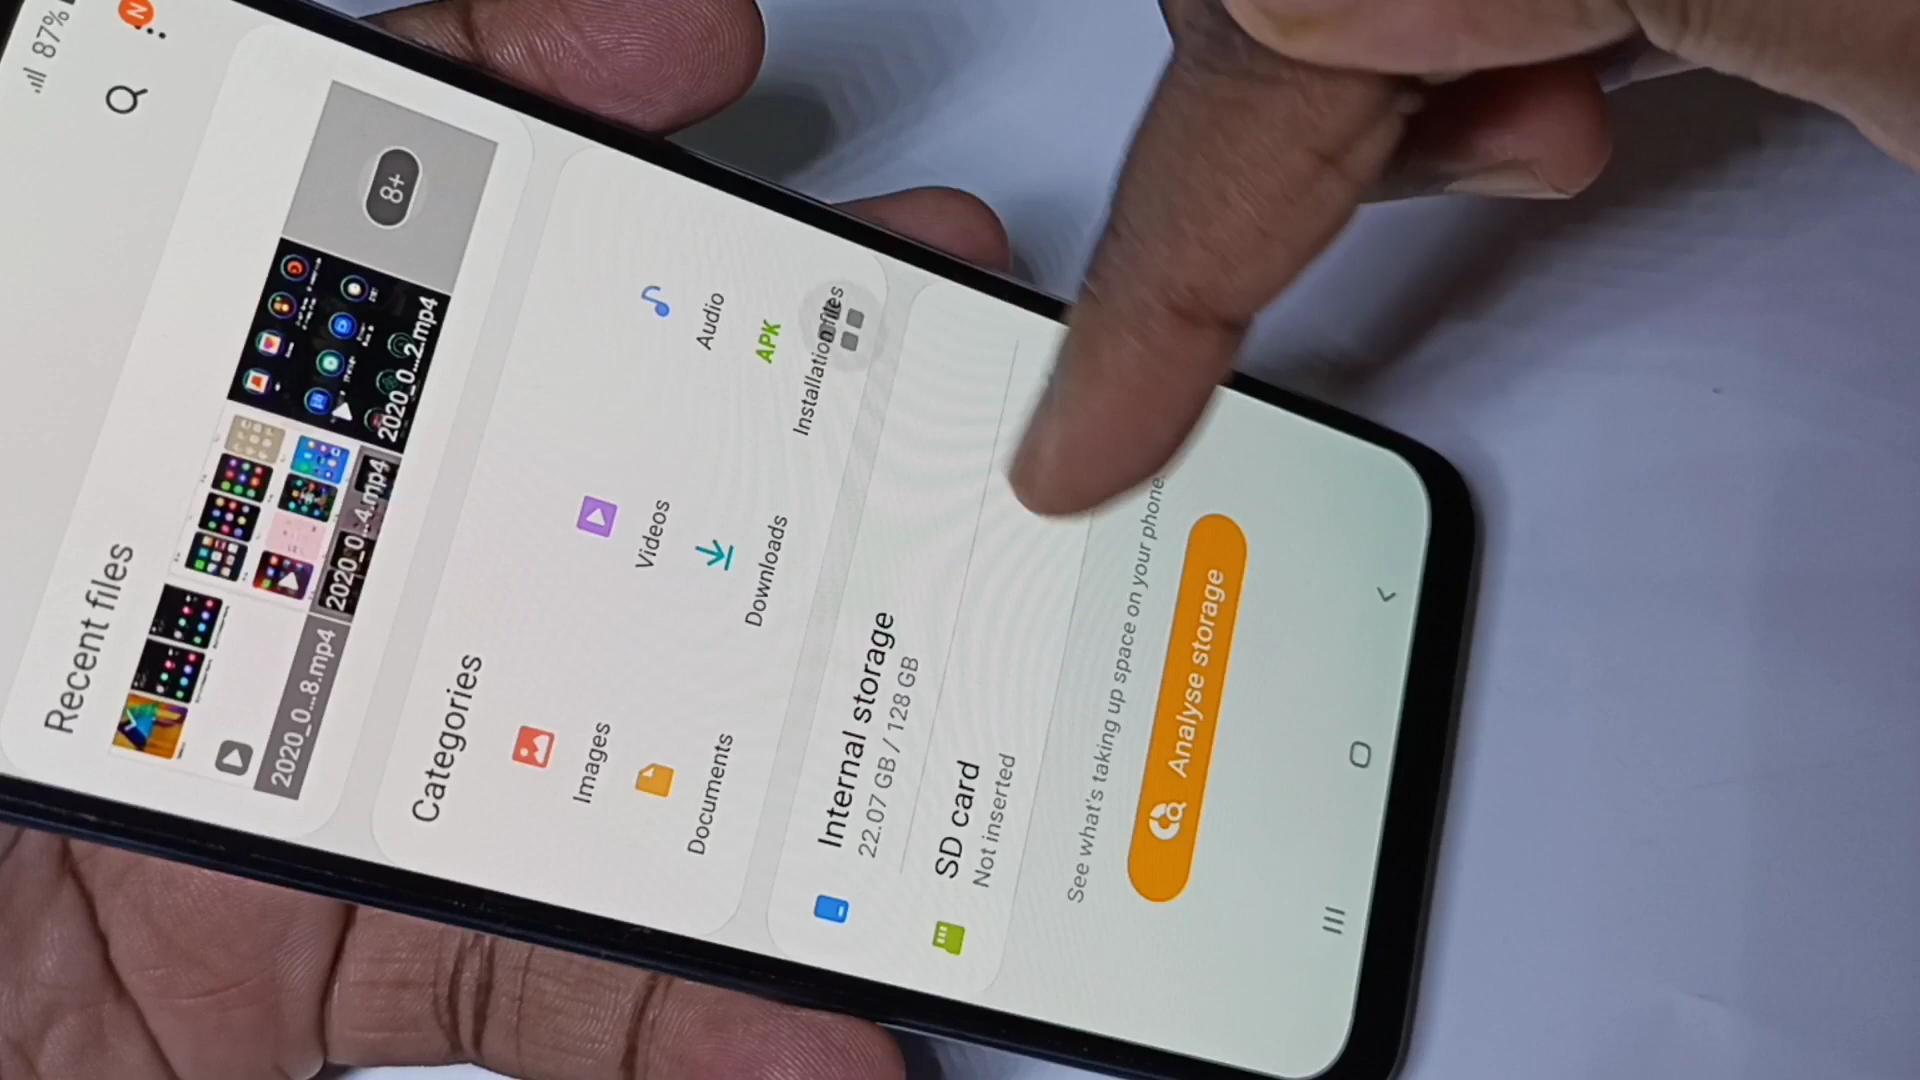 87%
N
Recent files
8+
2020_0...8.mp4
2020_0...4.mp4
2020_0...2.mp4
Categories
Images
Videos
Audio
APK
Documents
Downloads
Installation files
Internal storage
22.07 GB / 128 GB
SD card
Not inserted
See what's taking up space on your phone.
Analyse storage